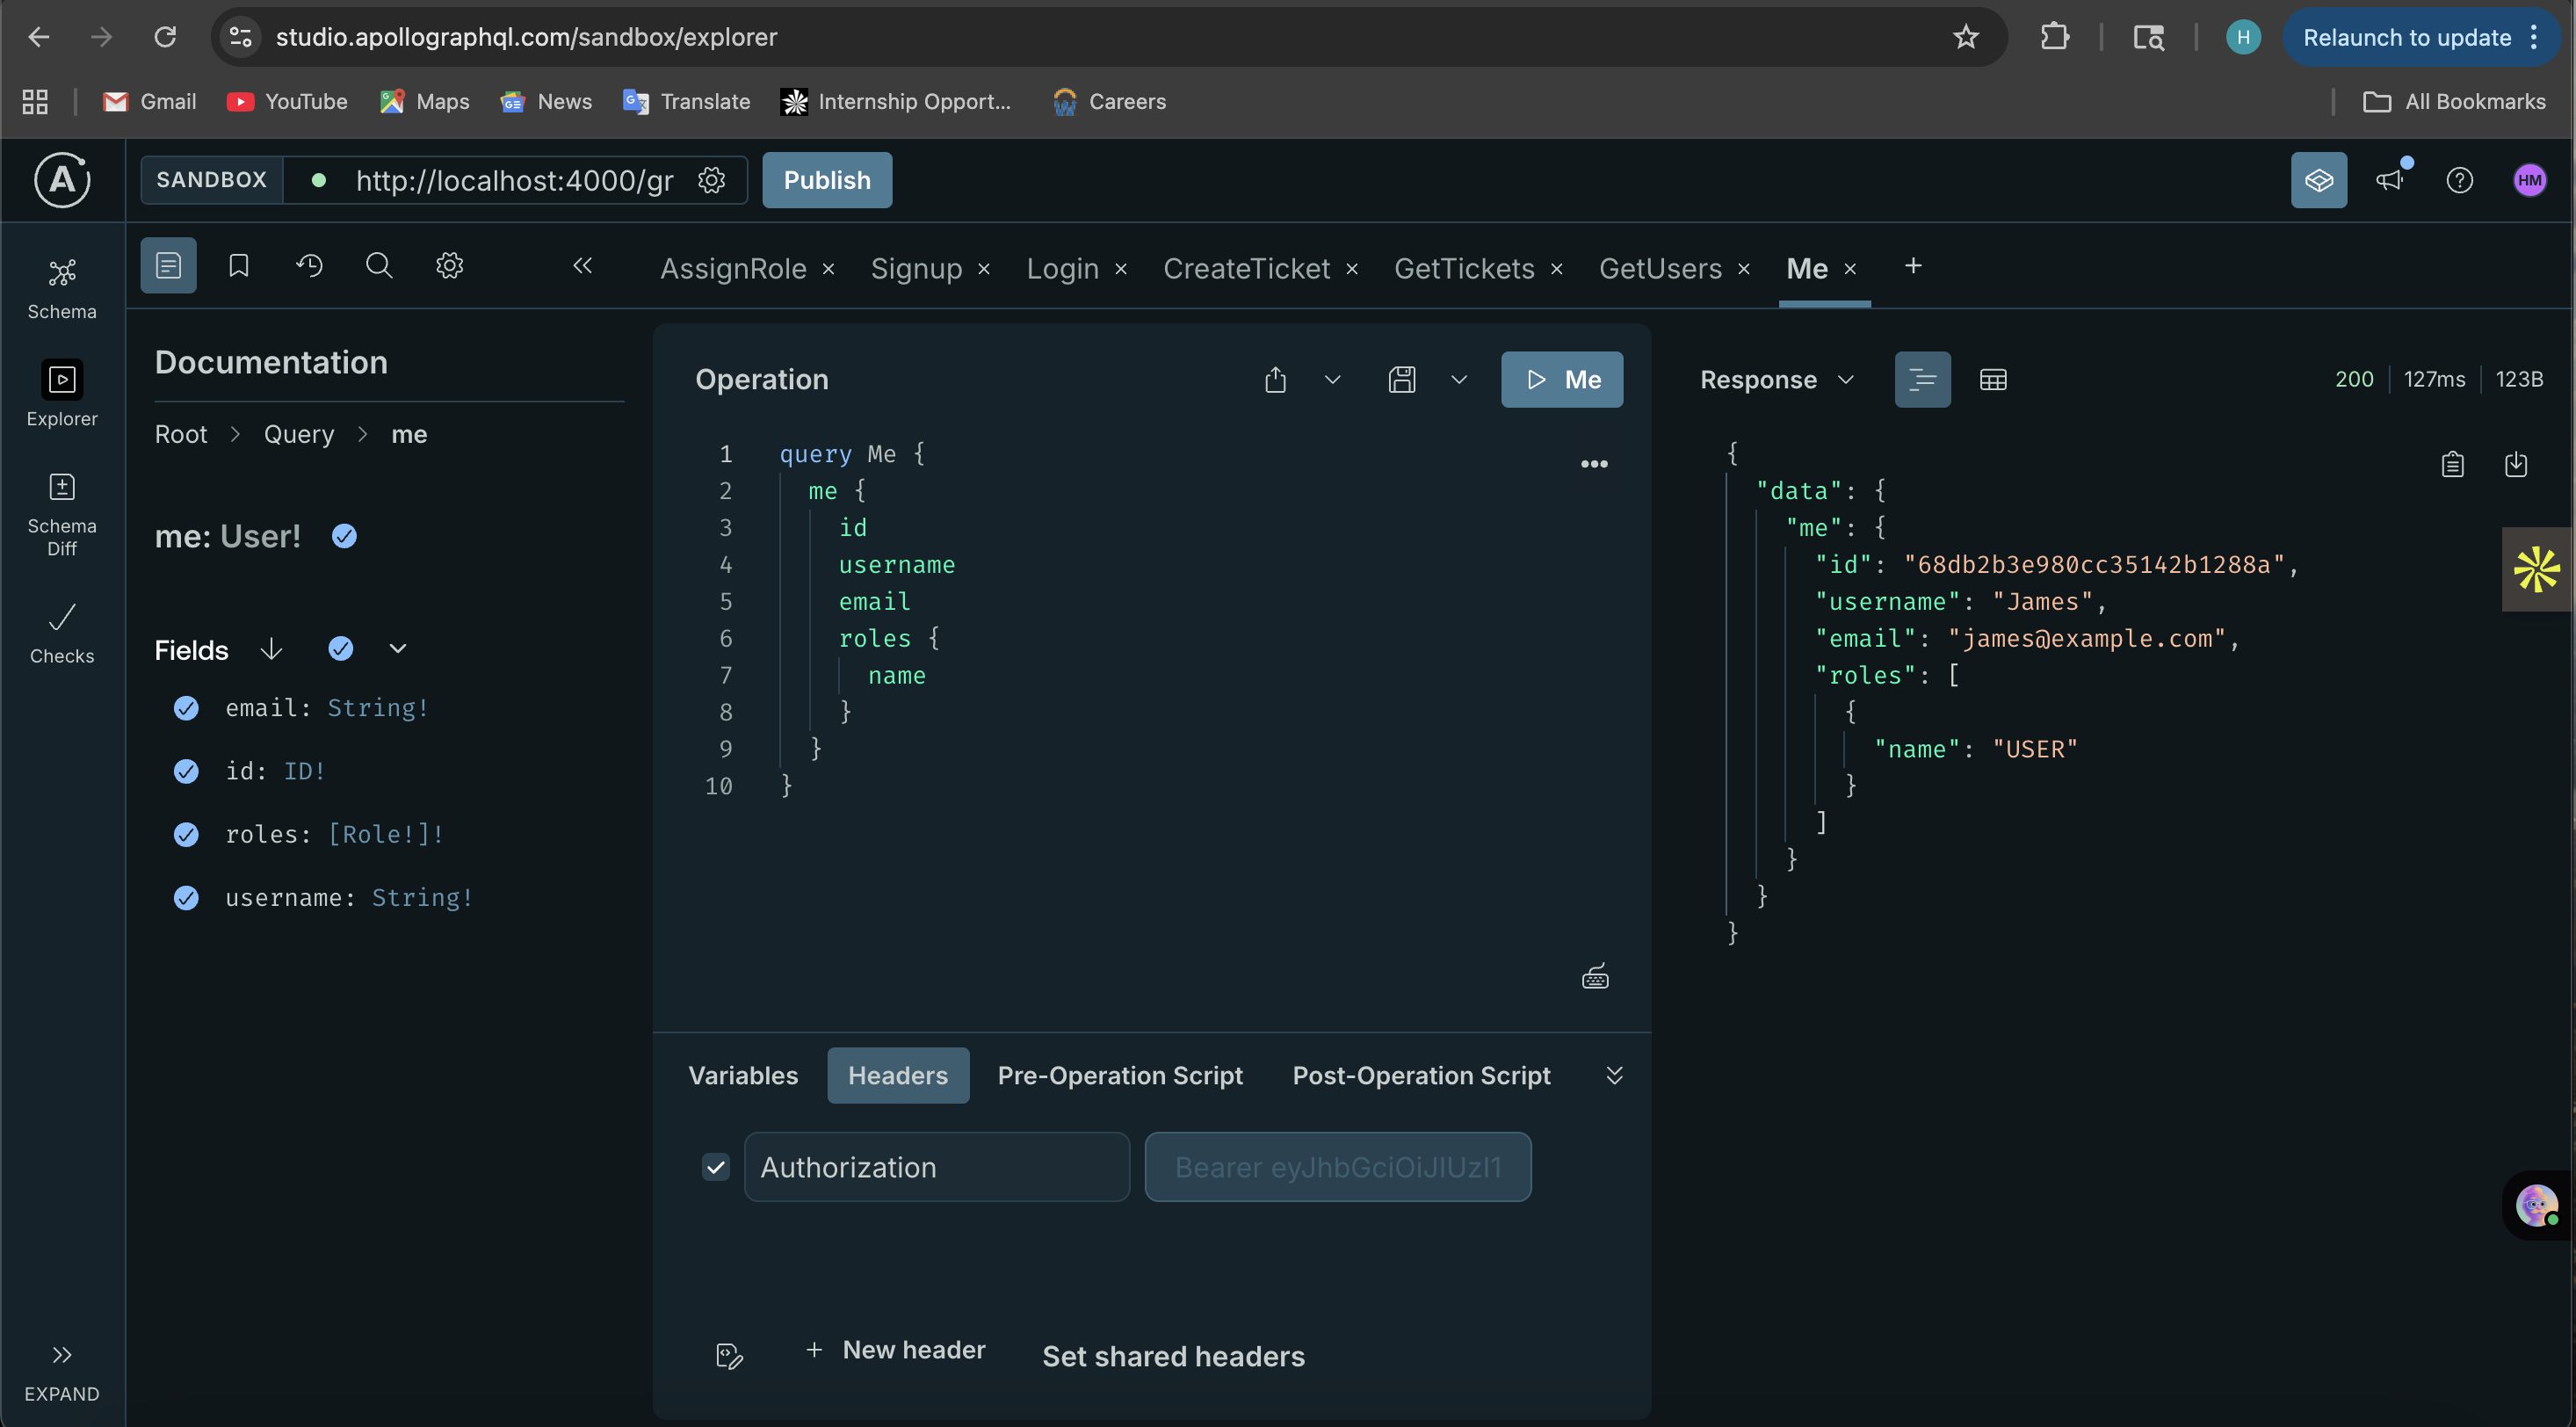 studio.apollographql.com/sandbox/explorer
H
Relaunch to update
Gmail
YouTube
Maps
News
Translate
Internship Opport...
Careers
All Bookmarks
A
SANDBOX
http://localhost:4000/gr
Publish
HM
AssignRole
Signup
Login
CreateTicket
GetTickets
GetUsers
Me
Schema
Explorer
Schema
Diff
Checks
EXPAND
Documentation
Root > Query > me
me: User!
Fields
email: String!
id: ID!
roles: [Role!]!
username: String!
Operation
Me
1 query Me {
2 me {
3 id
4 username
5 email
6 roles {
7 name
8 }
9 }
10 }
Variables
Headers
Pre-Operation Script
Post-Operation Script
Authorization
Bearer eyJhbGciOiJIUzI1
+ New header
Set shared headers
Response
200
127ms
123B
{
"data": {
"me": {
"id": "68db2b3e980cc35142b1288a",
"username": "James",
"email": "james@example.com",
"roles": [
{
"name": "USER"
}
]
}
}
}